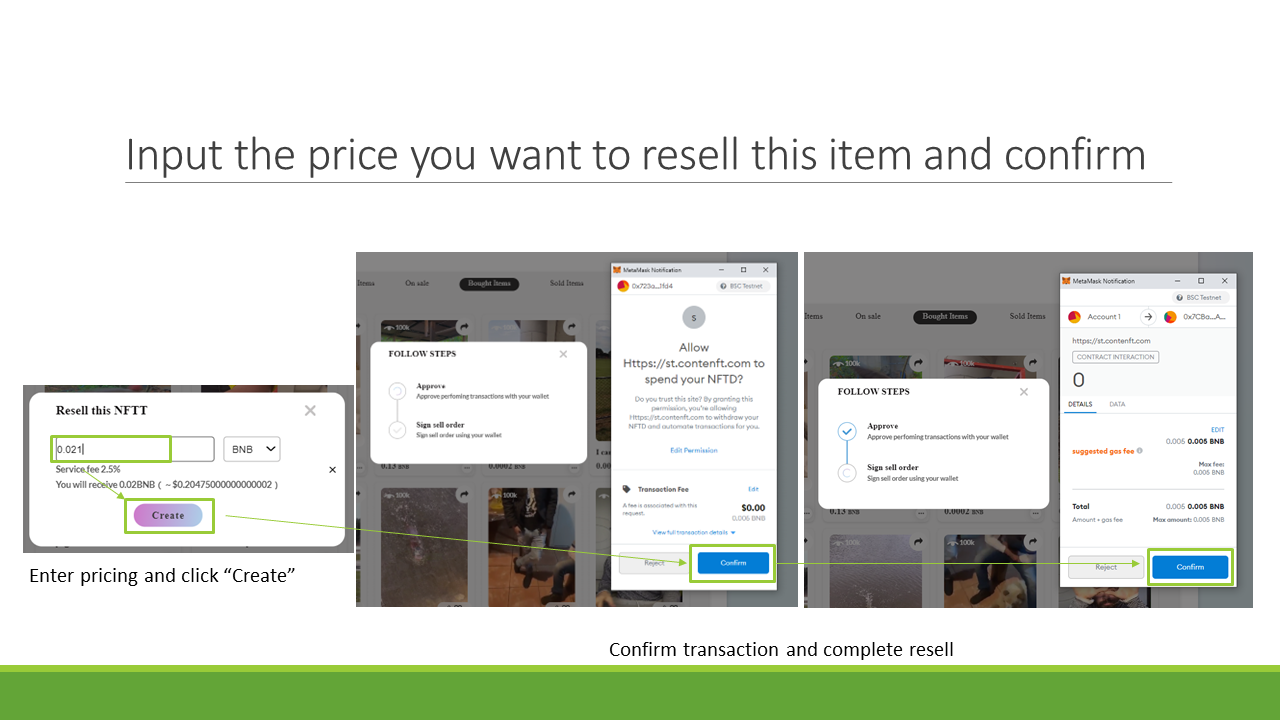 Input the price you want to resell this item and confirm
Resell this NFTT
0.021
BNB
Service fee 2.5%
You will receive 0.02BNB ( ~$0.20475000000000002 )
Create
Enter pricing and click “Create”
Items
On sale
Bought Items
Sold Items
100k
100k
FOLLOW STEPS
Approve
Approve perfoming transactions with your wallet
Sign sell order
Sign sell order using your wallet
0.13 BNB
0.0002 BNB
I cas
100k
100k
MetaMask Notification
0x723a...1fd4
BSC Testnet
S
Allow
Https://st.contenft.com to
spend your NFTD?
Do you trust this site? By granting this
permission, you're allowing
Https://st.contenft.com to withdraw your
NFTD and automate transactions for you.
Edit Permission
Transaction Fee
Edit
A fee is associated with this
request.
$0.00
0.005 BNB
View full transaction details
Reject
Confirm
Items
On sale
Bought Items
Sold Items
100k
100k
FOLLOW STEPS
Approve
Approve perfoming transactions with your wallet
Sign sell order
Sign sell order using your wallet
0.13 BNB
0.0002 BNB
100k
100k
MetaMask Notification
BSC Testnet
Account 1
0x7CBa...A...
https://st.contenft.com
CONTRACT INTERACTION
0
DETAILS
DATA
EDIT
0.005 0.005 BNB
suggested gas fee
Max fee:
0.005 BNB
Total
0.005 0.005 BNB
Amount + gas fee
Max amount: 0.005 BNB
Reject
Confirm
Confirm transaction and complete resell